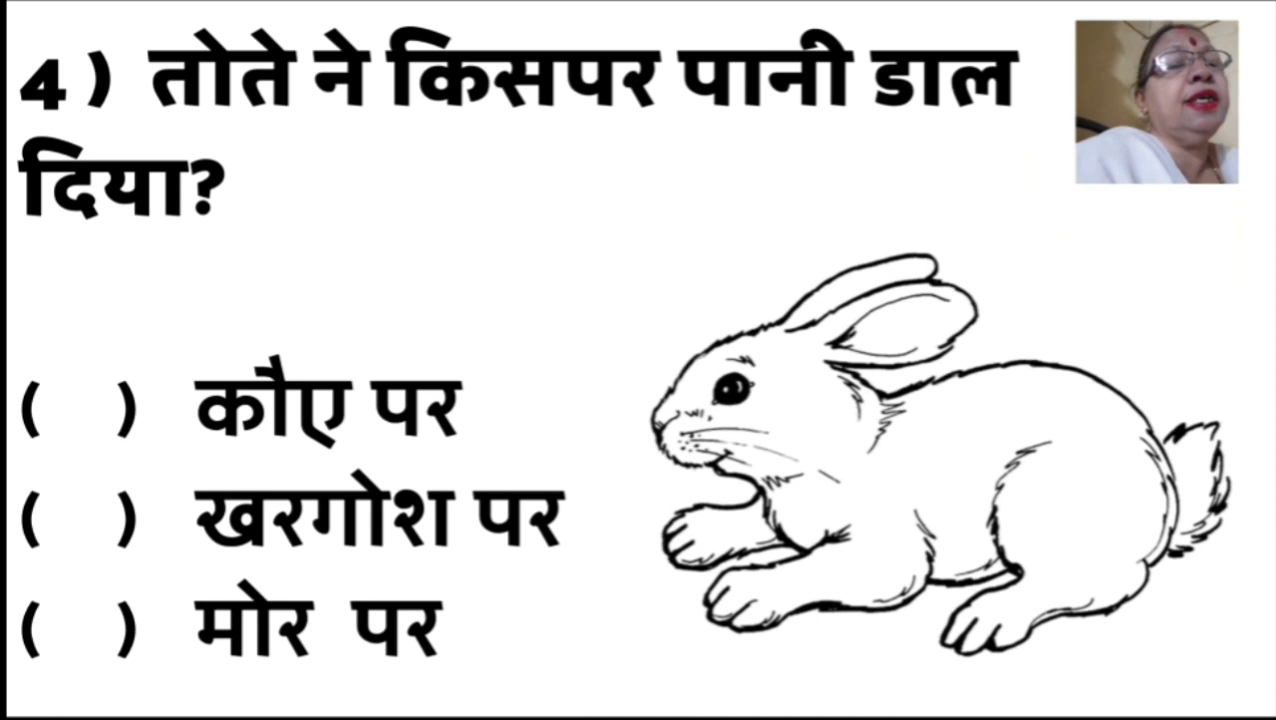 4 ) तोते ने किसपर पानी डाल
दिया?
( ) कौए पर
( ) खरगोश पर
( ) मोर पर